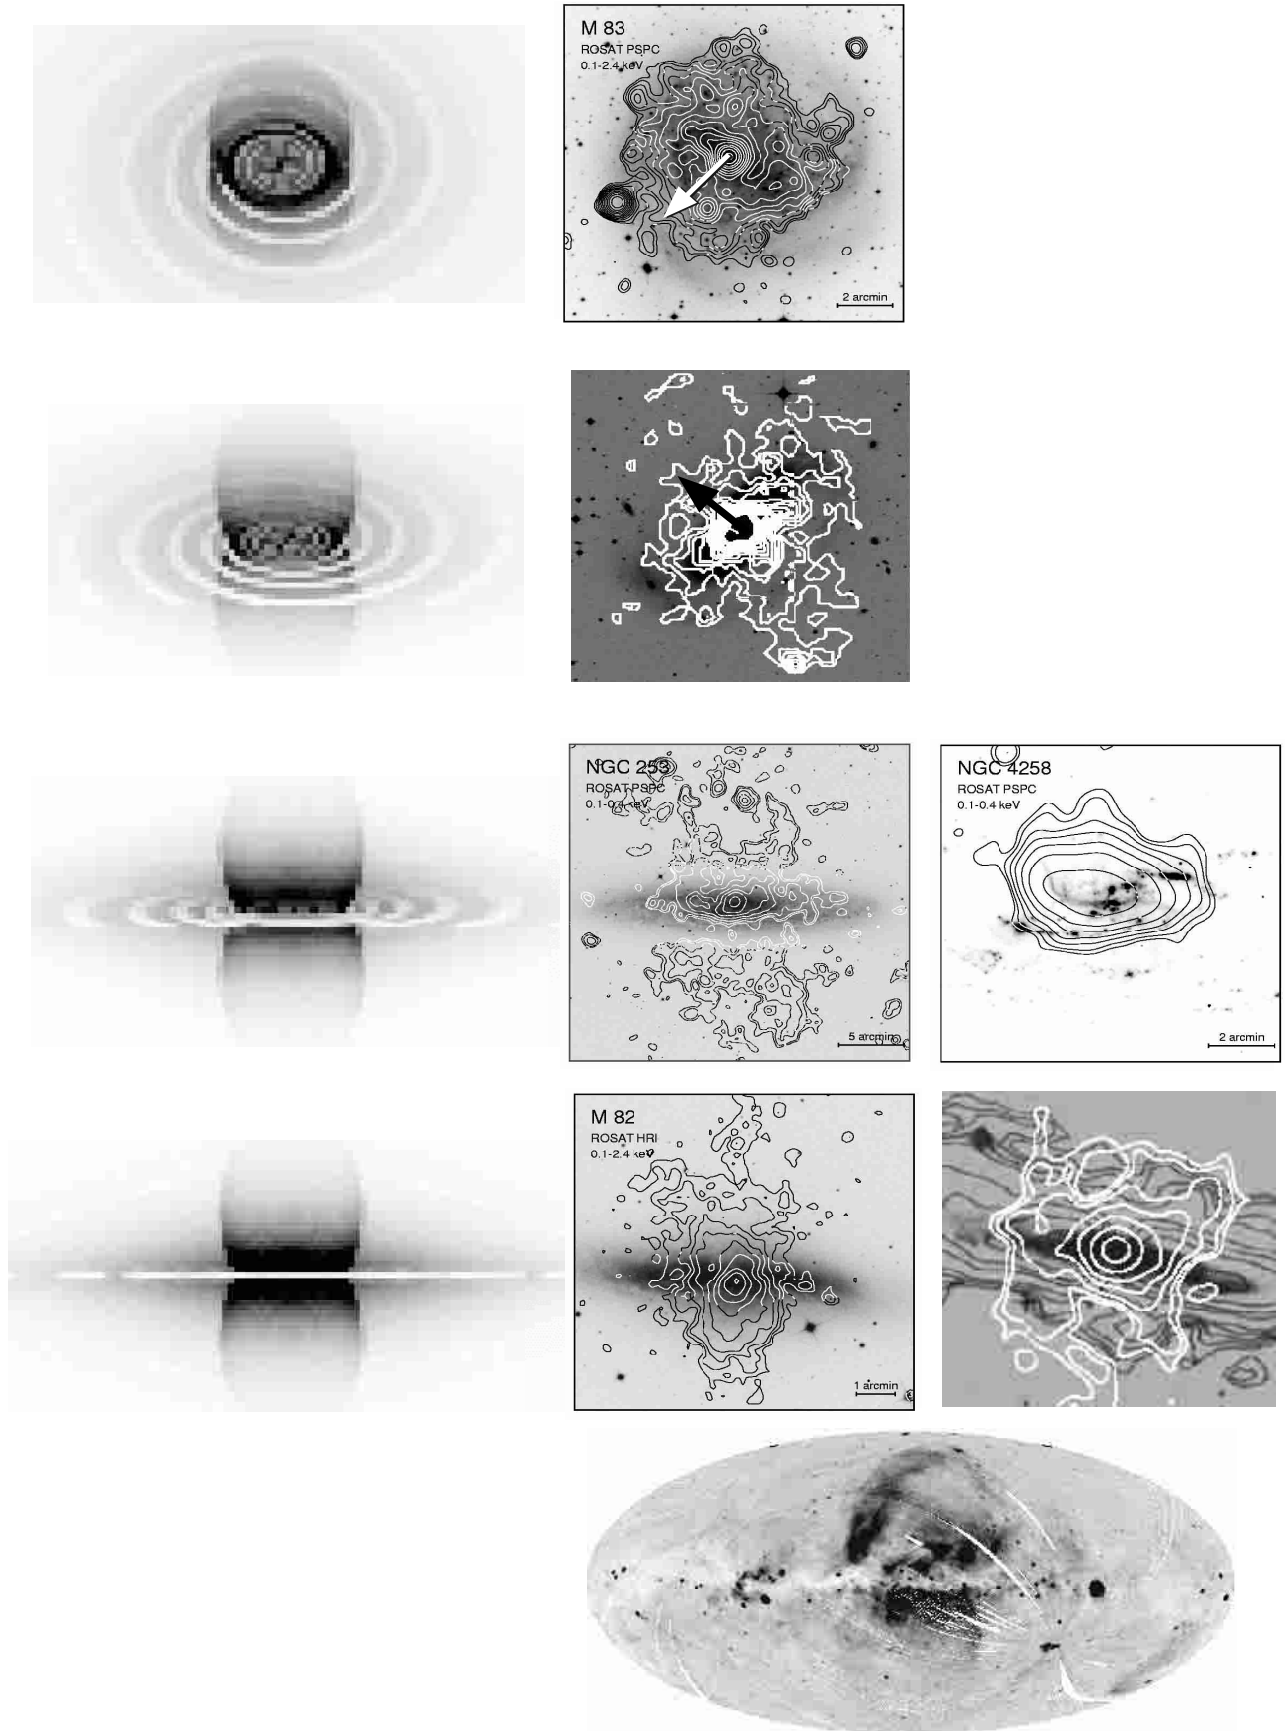 M 83
ROSAT PSPC
0.1-2.4 keV
2 arcmin
NGC 253
ROSAT PSPC
0.1-0.4 keV
5 arcmin
NGC 4258
ROSAT PSPC
0.1-0.4 keV
2 arcmin
M 82
ROSAT HRI
0.1-2.4 keV
1 arcmin